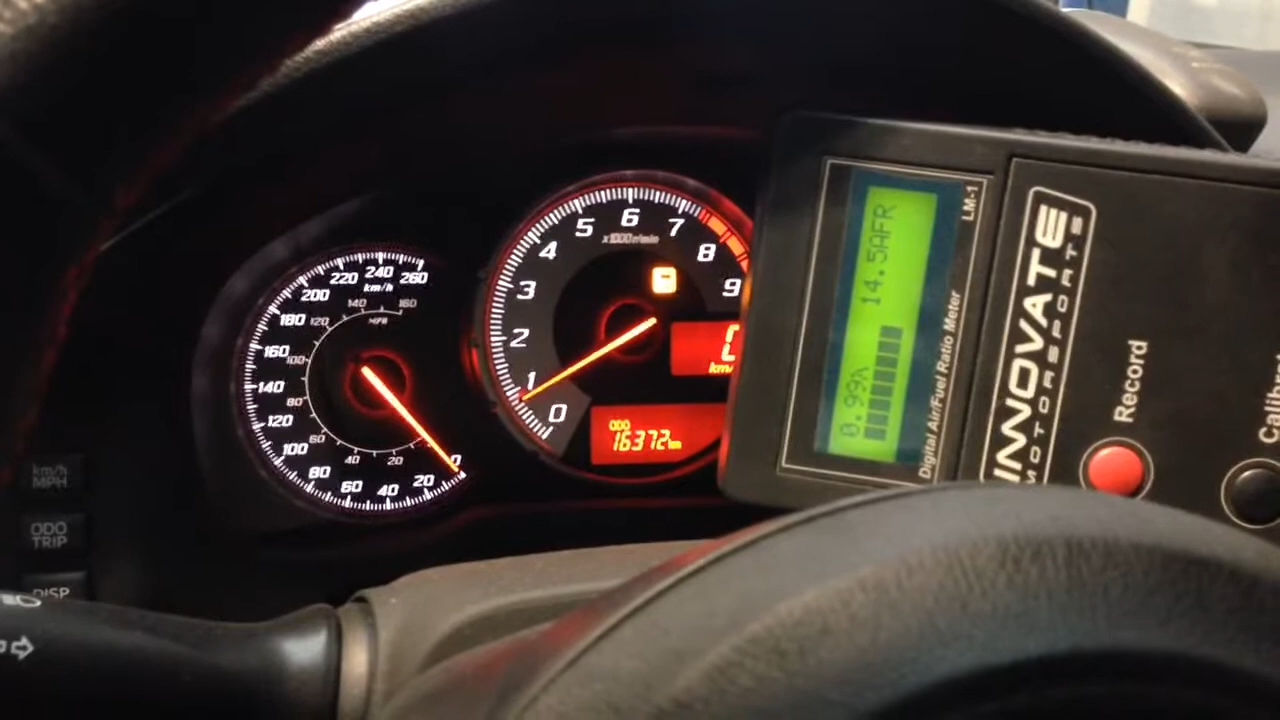 260
240
220
200
180
160
140
120
100
80
60
40
20
0
km/h
160
140
120
100
80
60
40
20
MPH
0
1
2
3
4
5
6
7
8
9
x1000r/min
0
ODO
16372km
14.5AFR
0.99λ
LM-1
Digital Air/Fuel Ratio Meter
INNOVATE
MOTORSPORTS
Record
km/h
MPH
ODO
TRIP
DISP